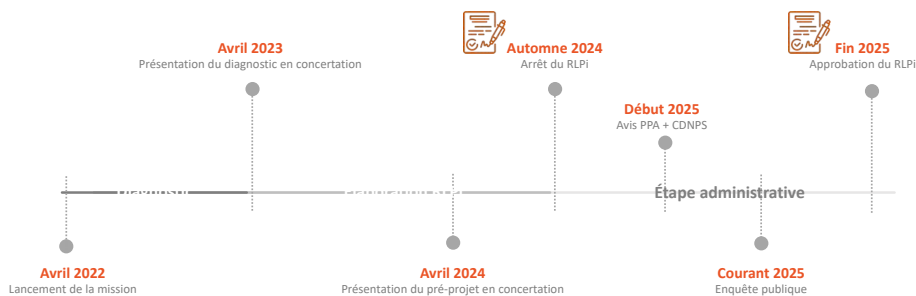 Avril 2023
Présentation du diagnostic en concertation
Automne 2024
Arrêt du RLPi
Fin 2025
Approbation du RLPi
Début 2025
Avis PPA + CDNPS
Diagnostic
Étape administrative
Avril 2022
Lancement de la mission
Avril 2024
Présentation du pré-projet en concertation
Courant 2025
Enquête publique